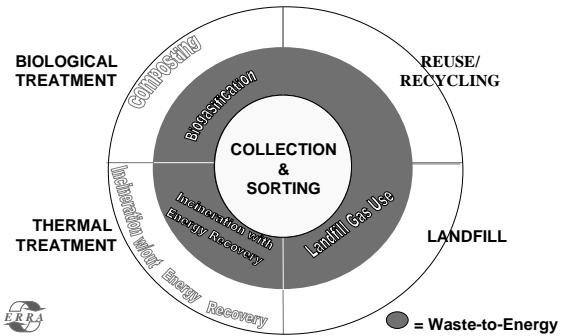 BIOLOGICAL
TREATMENT
Composting
REUSE/
RECYCLING
Biogasification
COLLECTION
&
SORTING
THERMAL
TREATMENT
Incineration w/out Energy Recovery
Incineration with
Energy Recovery
Landfill Gas Use
LANDFILL
ERRA
= Waste-to-Energy